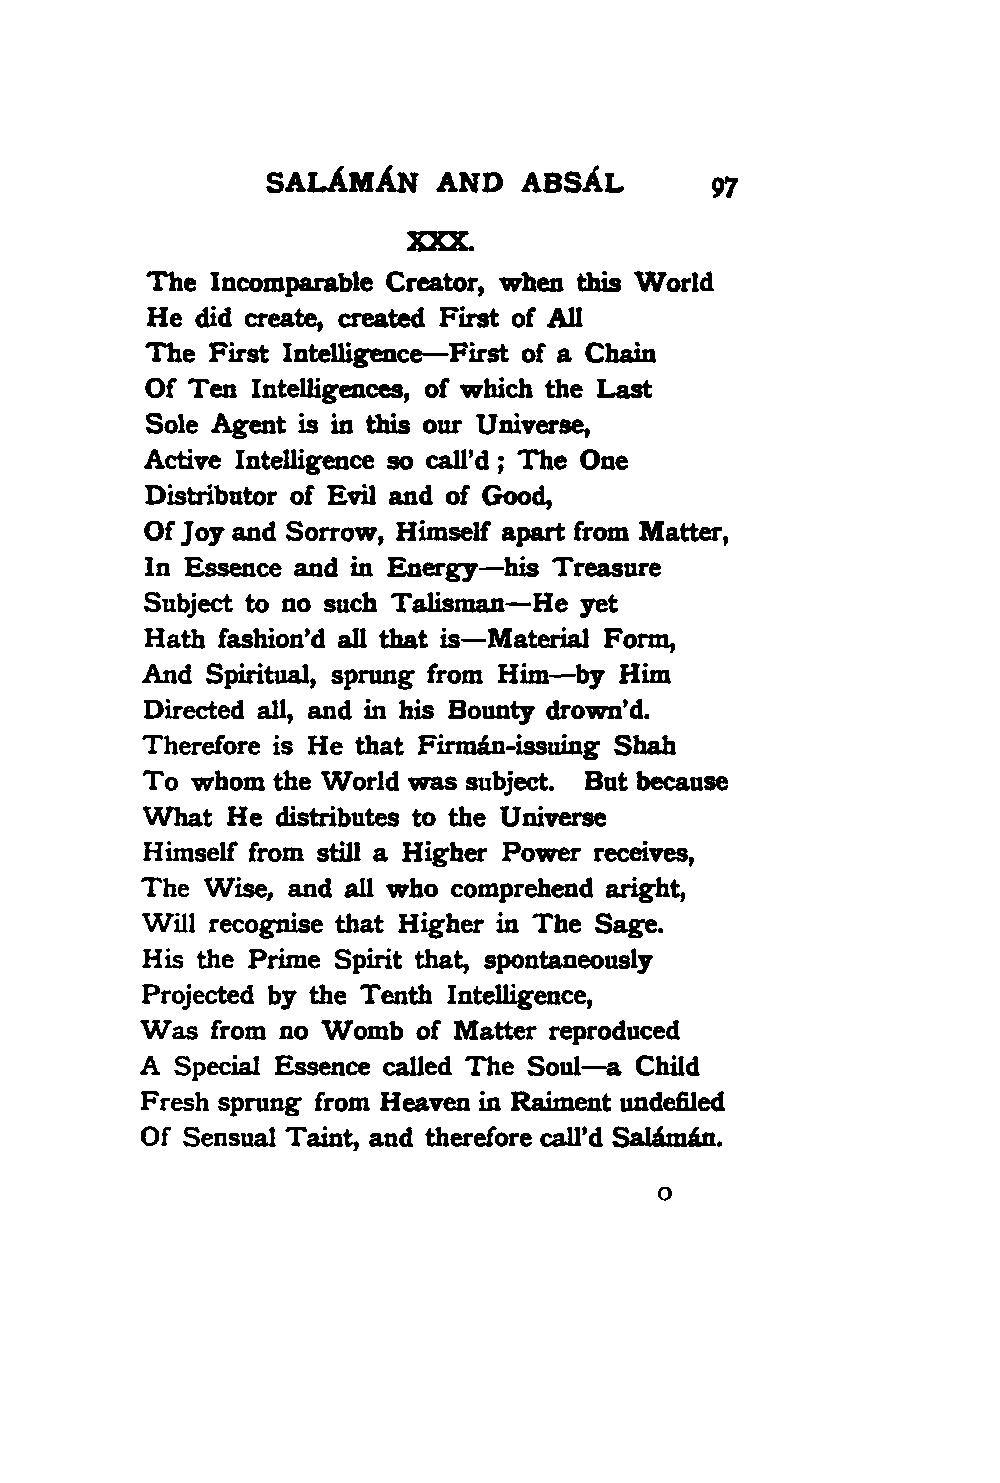 SALÁMÁN AND ABSÁL 97
XXX.
The Incomparable Creator, when this World
He did create, created First of All
The First Intelligence—First of a Chain
Of Ten Intelligences, of which the Last
Sole Agent is in this our Universe,
Active Intelligence so call'd ; The One
Distributor of Evil and of Good,
Of Joy and Sorrow, Himself apart from Matter,
In Essence and in Energy—his Treasure
Subject to no such Talisman—He yet
Hath fashion'd all that is—Material Form,
And Spiritual, sprung from Him—by Him
Directed all, and in his Bounty drown'd.
Therefore is He that Firmán-issuing Shah
To whom the World was subject. But because
What He distributes to the Universe
Himself from still a Higher Power receives,
The Wise, and all who comprehend aright,
Will recognise that Higher in The Sage.
His the Prime Spirit that, spontaneously
Projected by the Tenth Intelligence,
Was from no Womb of Matter reproduced
A Special Essence called The Soul—a Child
Fresh sprung from Heaven in Raiment undefiled
Of Sensual Taint, and therefore call'd Salámán.
O